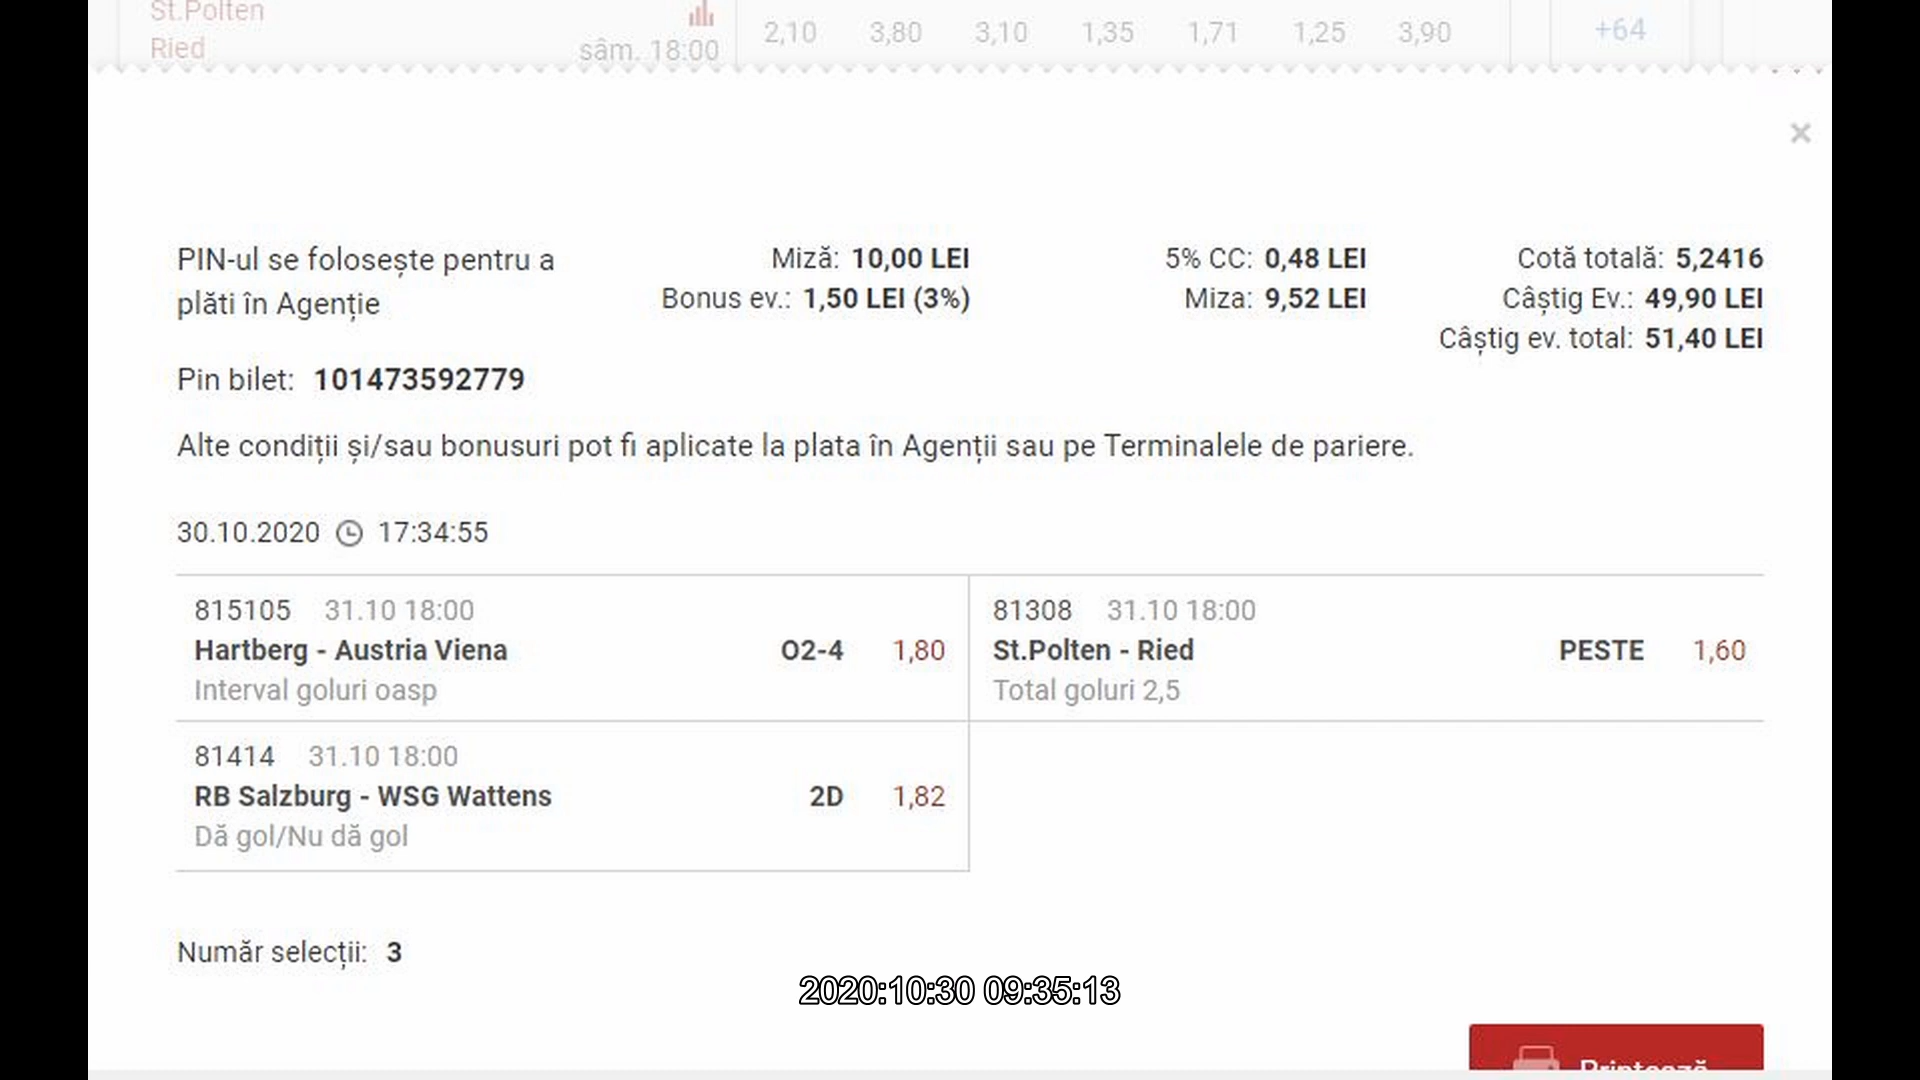 St.Polten
Ried
sâm. 18:00
2,10 3,80 3,10 1,35 1,71 1,25 3,90
+64
×
PIN-ul se folosește pentru a
plăti în Agenție
Miză: 10,00 LEI
Bonus ev.: 1,50 LEI (3%)
5% CC: 0,48 LEI
Miza: 9,52 LEI
Cotă totală: 5,2416
Câștig Ev.: 49,90 LEI
Câștig ev. total: 51,40 LEI
Pin bilet: 101473592779
Alte condiții și/sau bonusuri pot fi aplicate la plata în Agenții sau pe Terminalele de pariere.
30.10.2020 17:34:55
815105 31.10 18:00
Hartberg - Austria Viena O2-4 1,80
Interval goluri oasp
81308 31.10 18:00
St.Polten - Ried PESTE 1,60
Total goluri 2,5
81414 31.10 18:00
RB Salzburg - WSG Wattens 2D 1,82
Dă gol/Nu dă gol
Număr selecții: 3
2020:10:30 09:35:13
Printează